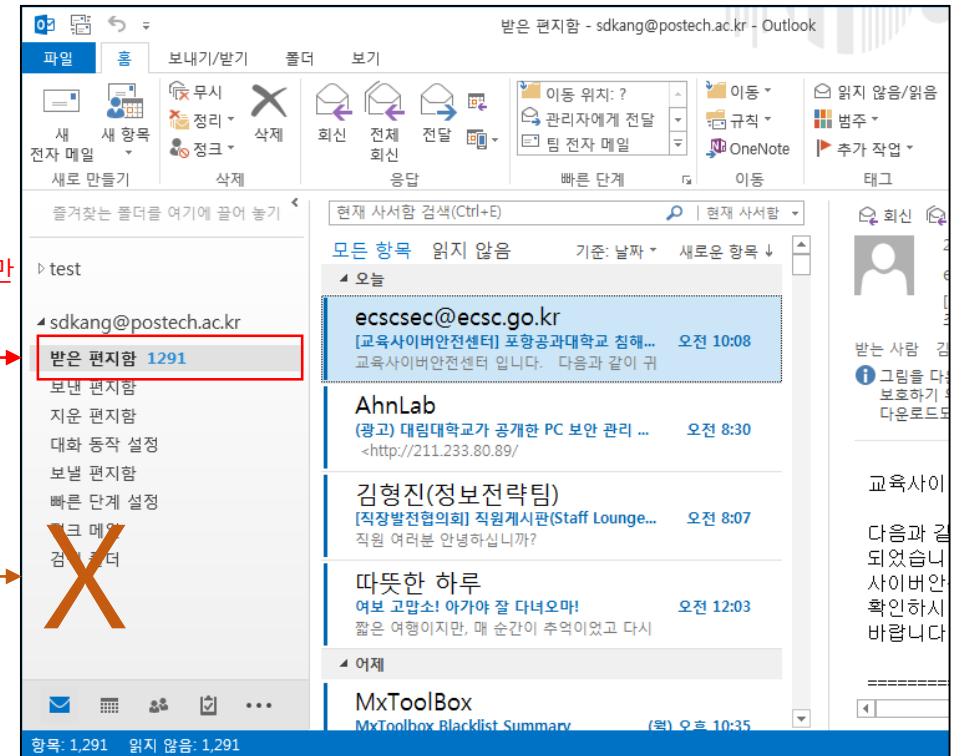 받은 편지함 - sdkang@postech.ac.kr - Outlook
파일 홈 보내기/받기 폴더 보기
새 전자 메일
새 항목
무시
정리
정크
삭제
회신
전체 회신
전달
이동 위치: ?
관리자에게 전달
팀 전자 메일
이동
규칙
OneNote
읽지 않음/읽음
범주
추가 작업
새로 만들기 삭제 응답 빠른 단계 이동 태그
즐겨찾는 폴더를 여기에 끌어 놓기
test
sdkang@postech.ac.kr
받은 편지함 1291
보낸 편지함
지운 편지함
대화 동작 설정
보낼 편지함
빠른 단계 설정
X
현재 사서함 검색(Ctrl+E) 현재 사서함
모든 항목 읽지 않음 기준: 날짜 새로운 항목 ↓
오늘
ecscsec@ecsc.go.kr
[교육사이버안전센터] 포항공과대학교 침해... 오전 10:08
교육사이버안전센터 입니다. 다음과 같이 귀
AhnLab
(광고) 대림대학교가 공개한 PC 보안 관리 ... 오전 8:30
<http://211.233.80.89/
김형진(정보전략팀)
[직장발전협의회] 직원게시판(Staff Lounge... 오전 8:07
직원 여러분 안녕하십니까?
따뜻한 하루
여보 고맙소! 아가야 잘 다녀오마! 오전 12:03
짧은 여행이지만, 매 순간이 추억이었고 다시
어제
MxToolBox
MxToolbox Blacklist Summary (월) 오후 10:35
회신
받는 사람 김
그림을 다
보호하기
다운로드되
교육사이
다음과 같
되었습니
사이버안
확인하시
바랍니다
==========
항목: 1,291 읽지 않음: 1,291